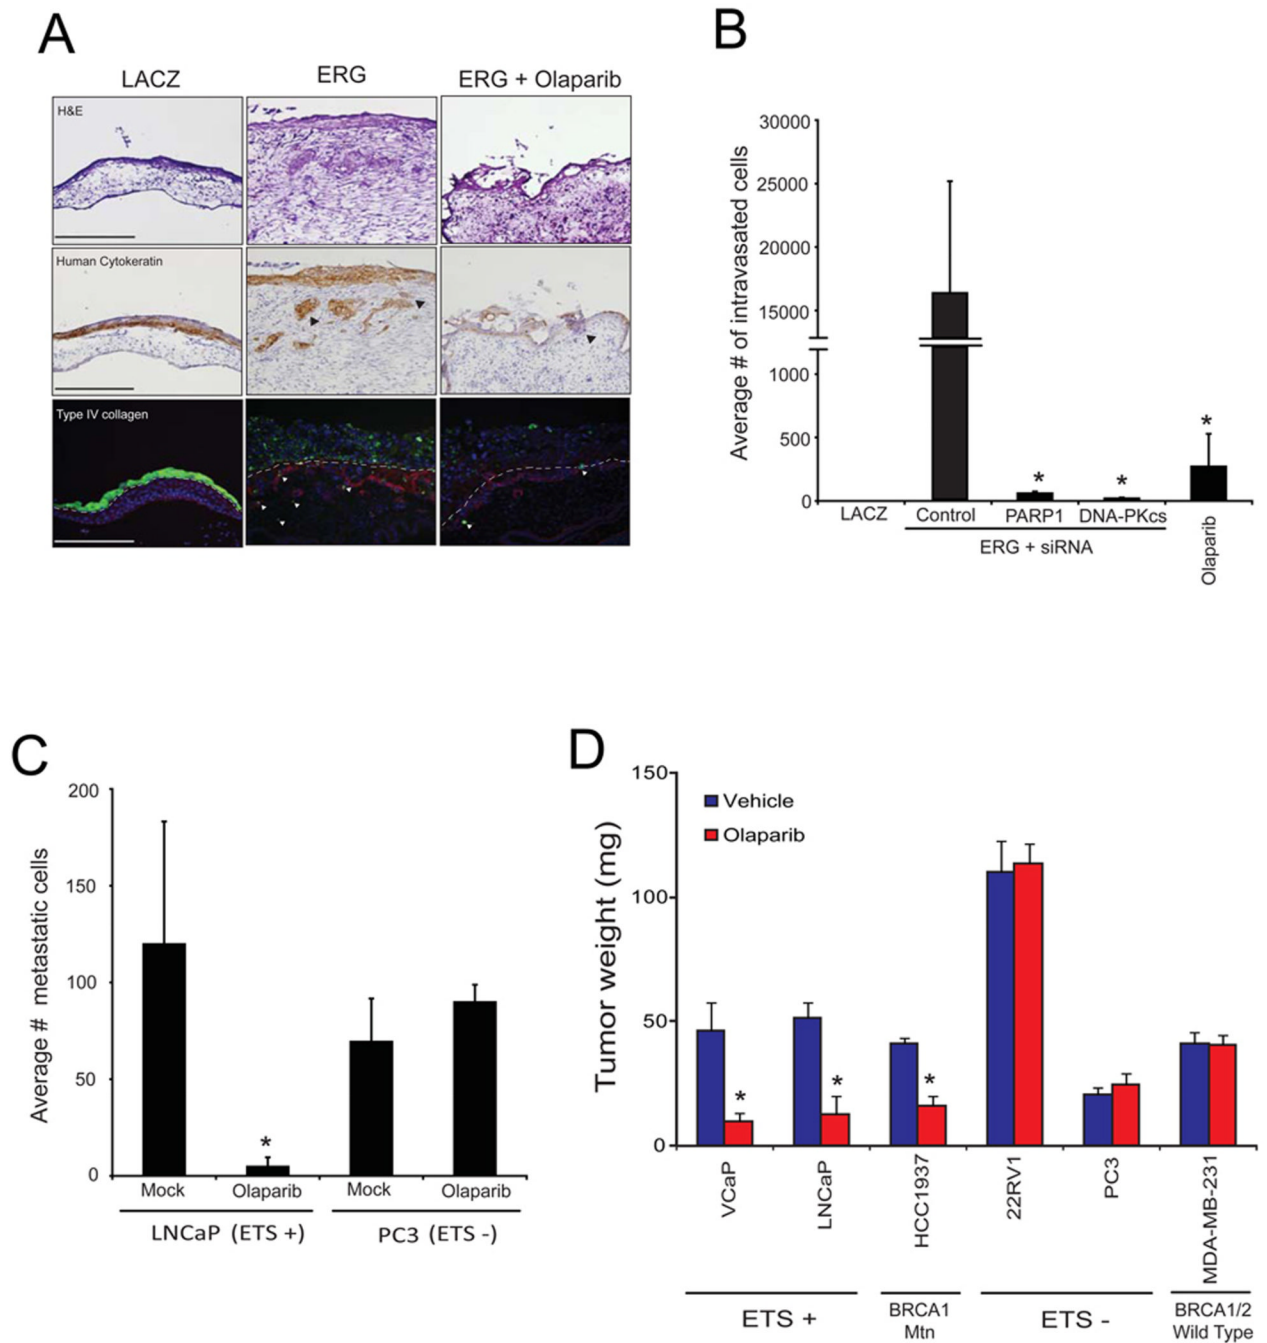 A
LACZ
ERG
ERG + Olaparib
H&E
Human Cytokeratin
Type IV collagen
B
Average # of intravasated cells
30000
25000
20000
15000
1000
500
0
*
*
*
LACZ
Control
PARP1
DNA-PKcs
Olaparib
ERG + siRNA
C
Average # metastatic cells
200
150
100
50
0
*
Mock
Olaparib
Mock
Olaparib
LNCaP (ETS +)
PC3 (ETS -)
D
Tumor weight (mg)
150
100
50
0
Vehicle
Olaparib
*
*
*
VCaP
LNCaP
HCC1937
22RV1
PC3
MDA-MB-231
ETS +
BRCA1
Mtn
ETS -
BRCA1/2
Wild Type